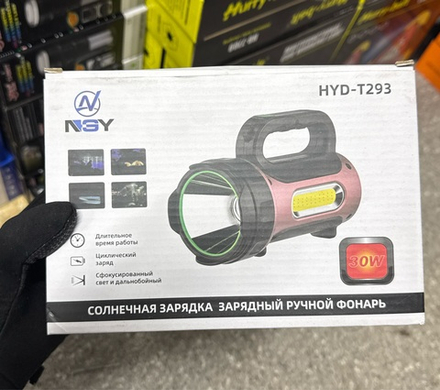 HYD-T293
NSY
Длительное
время работы
Циклический
заряд
Сфокусированный
свет и дальнобойный
30W
СОЛНЕЧНАЯ ЗАРЯДКА ЗАРЯДНЫЙ РУЧНОЙ ФОНАРЬ